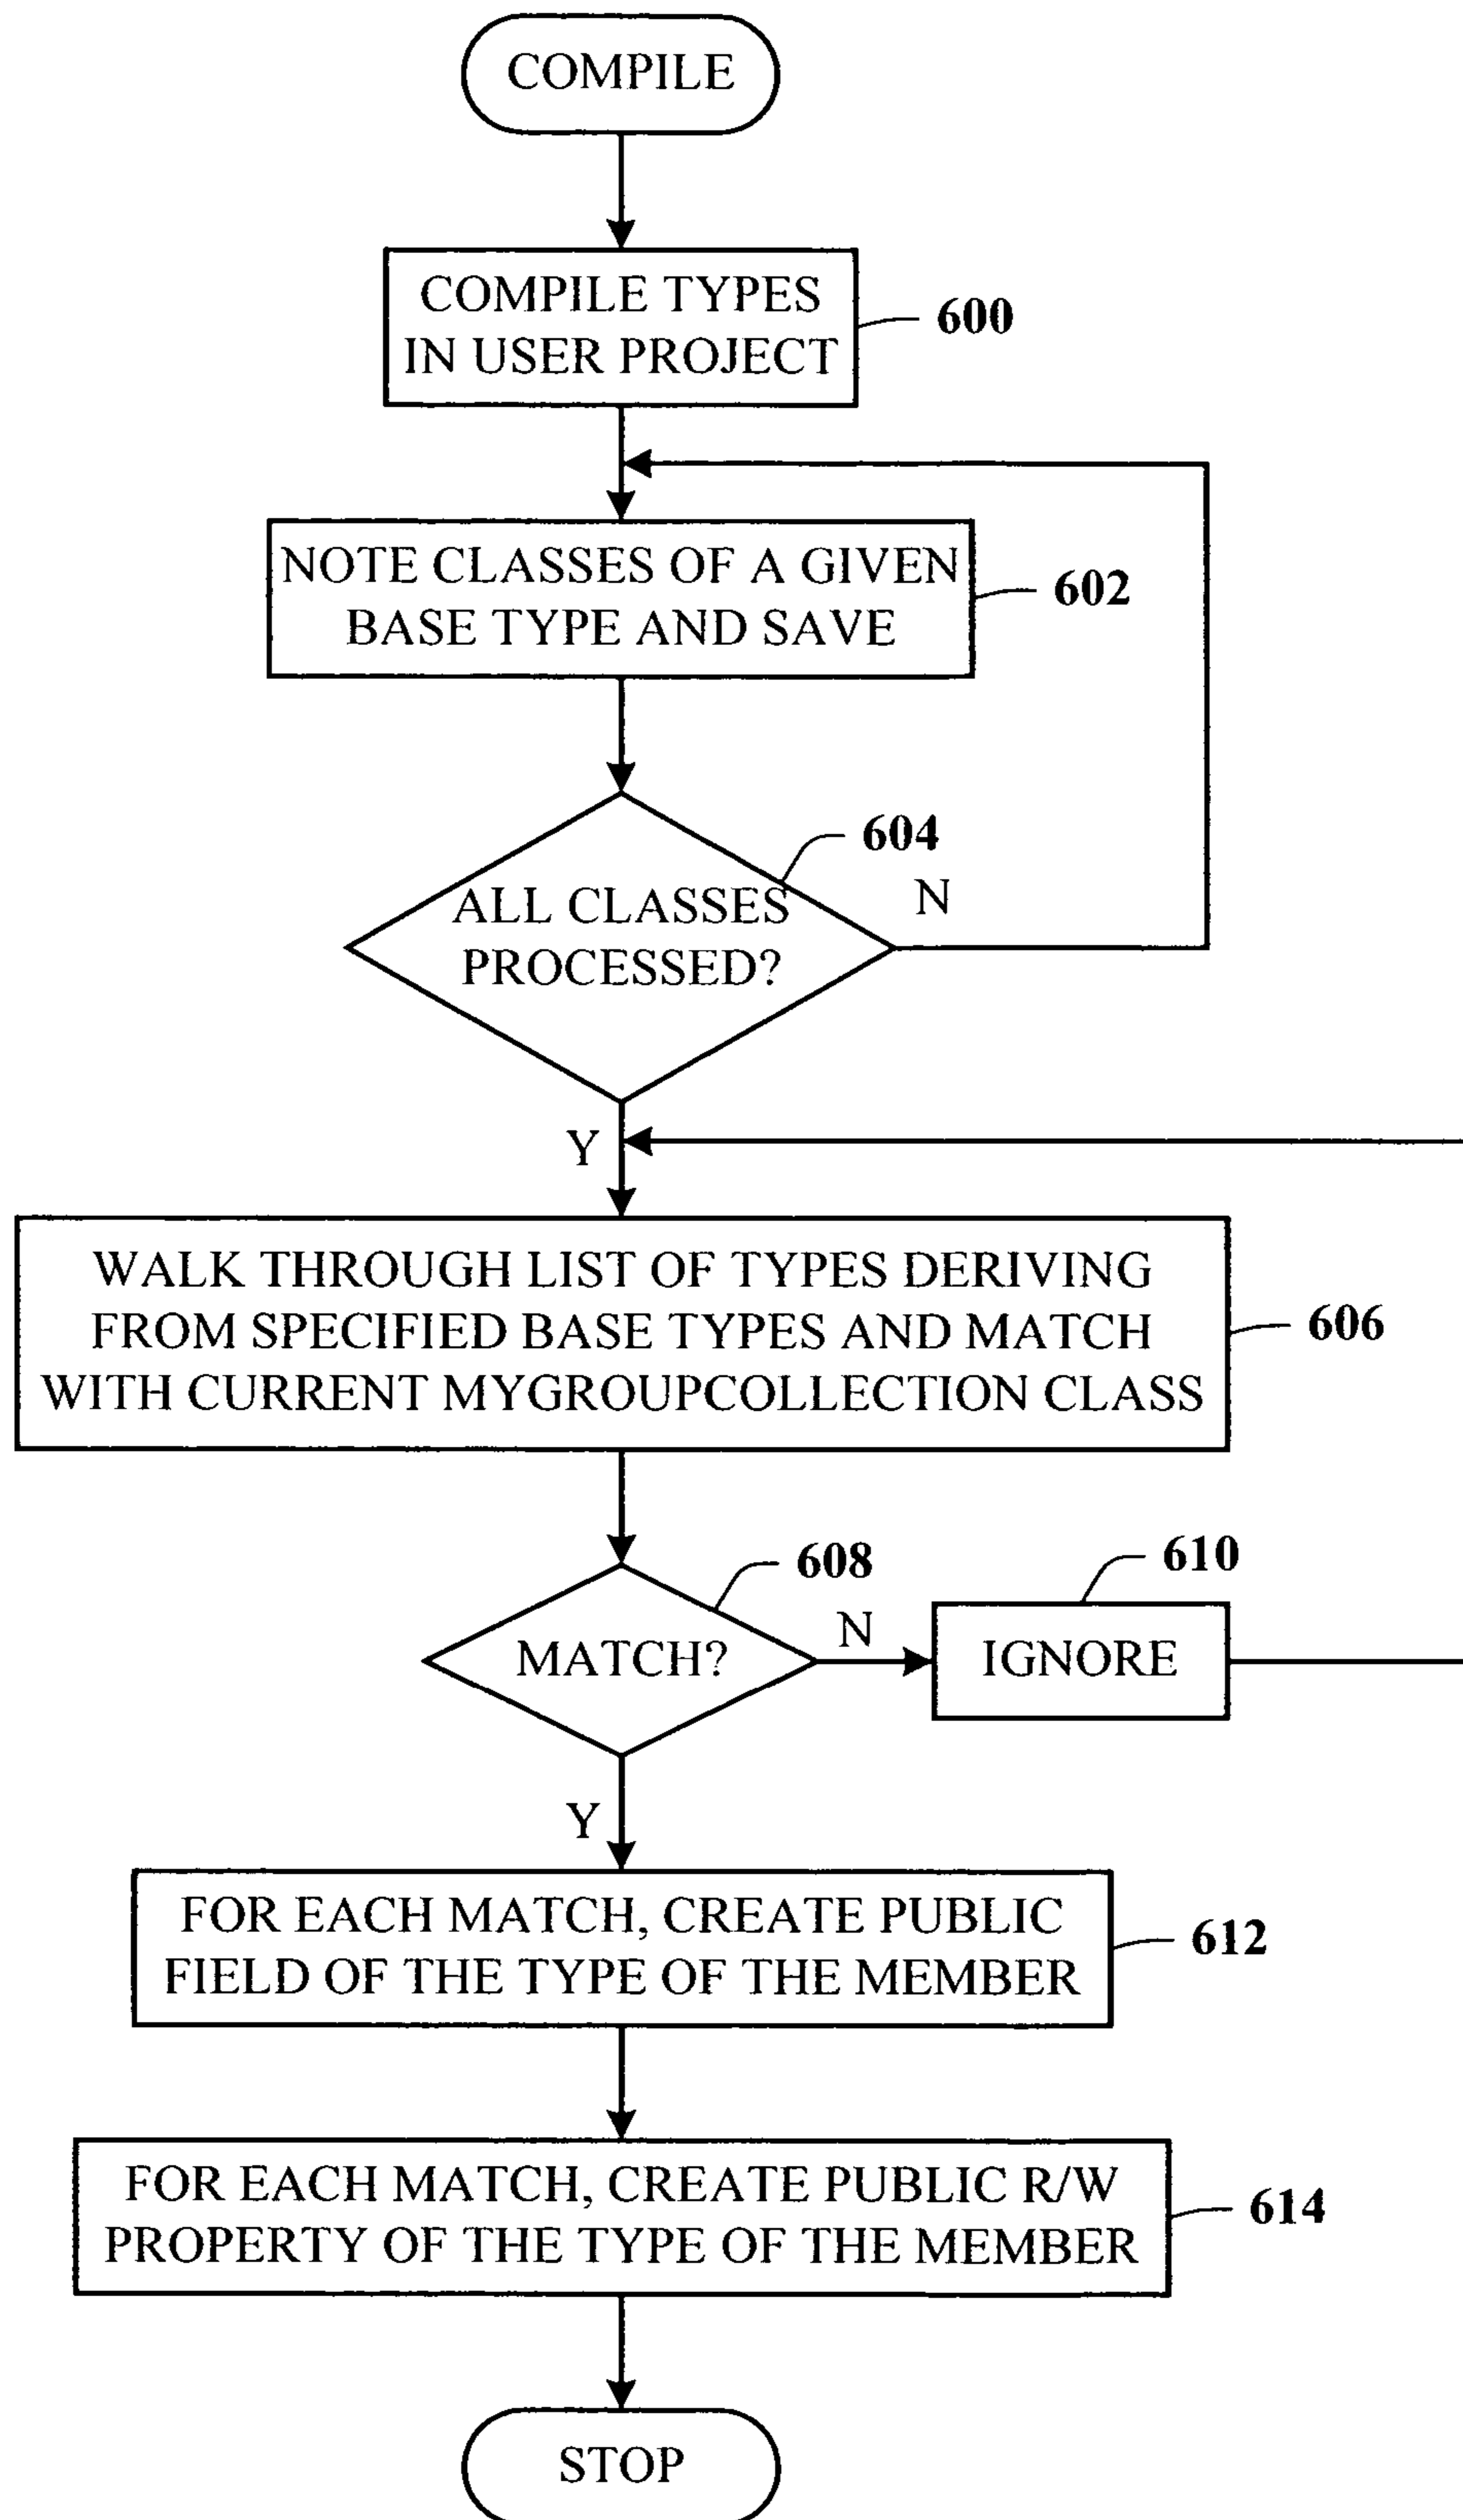 COMPILE
COMPILE TYPES
IN USER PROJECT
600
NOTE CLASSES OF A GIVEN
BASE TYPE AND SAVE
602
604
ALL CLASSES
PROCESSED?
N
Y
WALK THROUGH LIST OF TYPES DERIVING
FROM SPECIFIED BASE TYPES AND MATCH
WITH CURRENT MYGROUPCOLLECTION CLASS
606
608
MATCH?
N
610
IGNORE
Y
FOR EACH MATCH, CREATE PUBLIC
FIELD OF THE TYPE OF THE MEMBER
612
FOR EACH MATCH, CREATE PUBLIC R/W
PROPERTY OF THE TYPE OF THE MEMBER
614
STOP